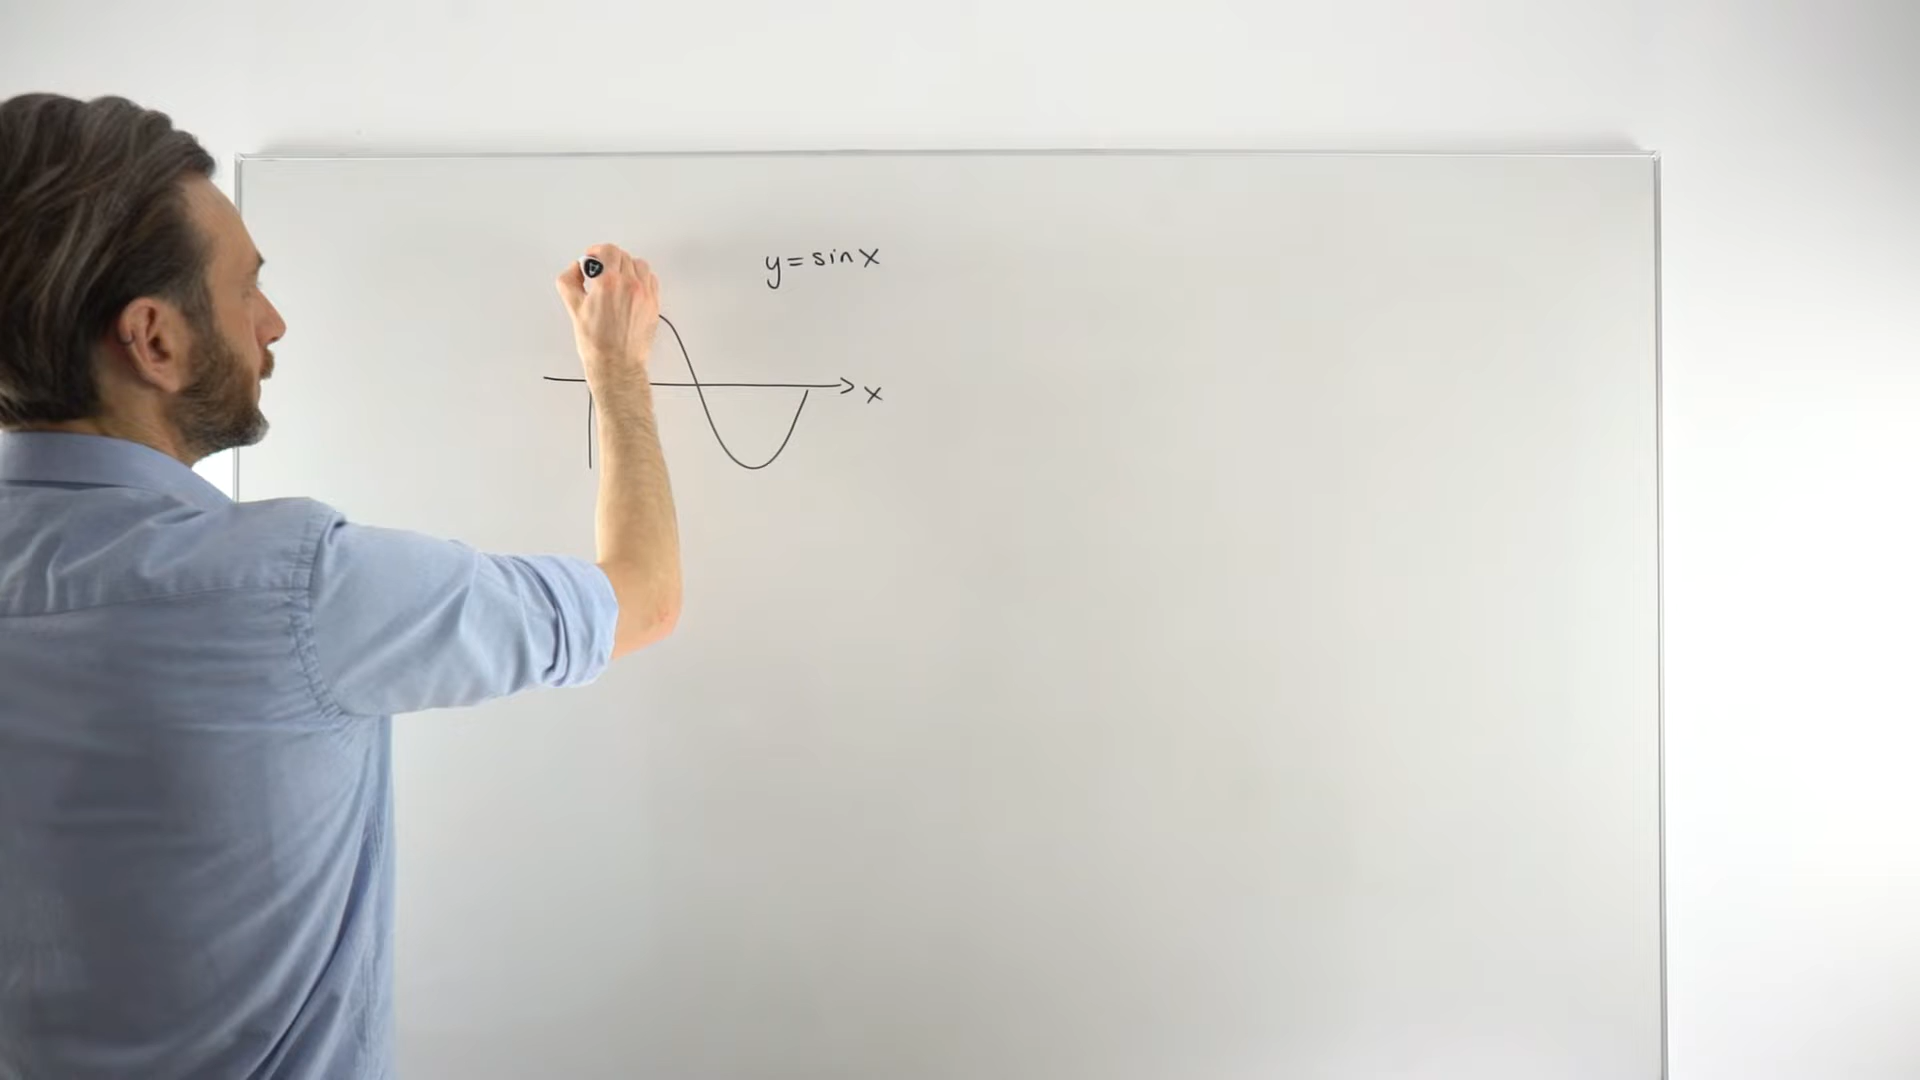 y = sin x
x